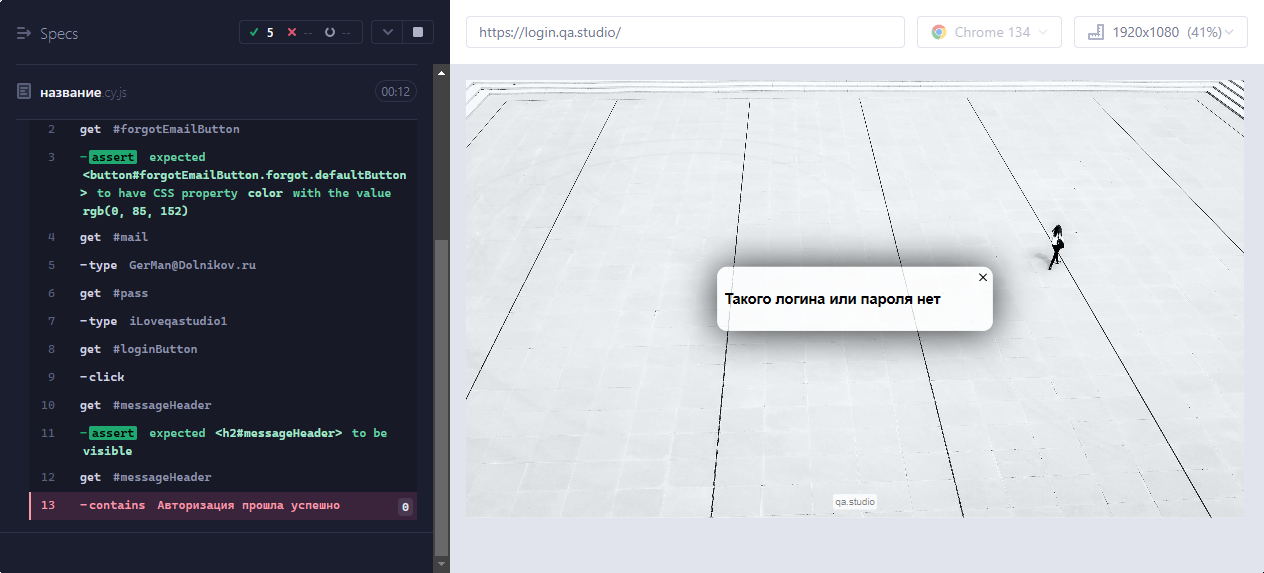 Specs
5
--
--
https://login.qa.studio/
Chrome 134
1920x1080 (41%)
название.cy.js
00:12
2 get #forgotEmailButton
3 -assert expected
<button#forgotEmailButton.forgot.defaultButton
> to have CSS property color with the value
rgb(0, 85, 152)
4 get #mail
5 -type GerMan@Dolnikov.ru
6 get #pass
7 -type iLoveqastudio1
8 get #loginButton
9 -click
10 get #messageHeader
11 -assert expected <h2#messageHeader> to be
visible
12 get #messageHeader
13 -contains Авторизация прошла успешно 0
Такого логина или пароля нет
qa.studio